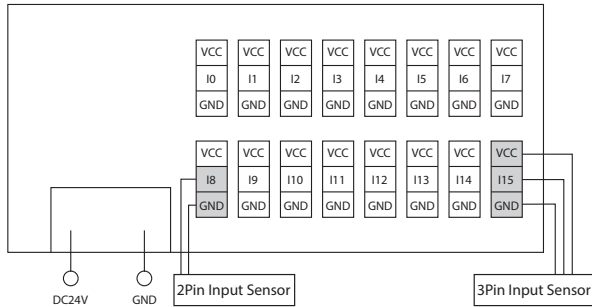 VCC VCC VCC VCC VCC VCC VCC VCC
I0 I1 I2 I3 I4 I5 I6 I7
GND GND GND GND GND GND GND GND
VCC VCC VCC VCC VCC VCC VCC VCC
I8 I9 I10 I11 I12 I13 I14 I15
GND GND GND GND GND GND GND GND
2Pin Input Sensor 3Pin Input Sensor
DC24V GND